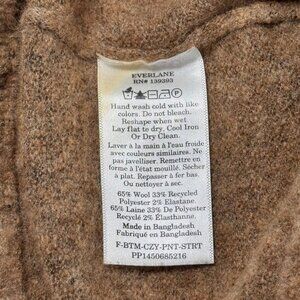 EVERLANE
RN# 139393
Hand wash cold with like
colors. Do not bleach.
Reshape when wet
Lay flat to dry. Cool Iron
Or Dry Clean.
Laver à la main à l'eau froide
avec couleurs similaires. Ne
pas javelliser. Remettre en
forme à l'état mouillé. Sécher
à plat. Repasser à fer bas.
Ou nettoyer à sec.
65% Wool 33% Recycled
Polyester 2% Elastane.
65% Laine 33% De Polyester
Recyclé 2% Élasthanne.
Made in Bangladesh
Fabriqué en Bangladesh
F-BTM-CZY-PNT-STRT
PP1450685216